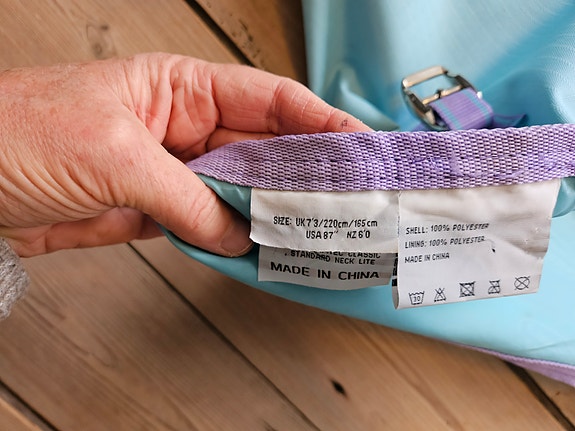 SIZE: UK7'3/220cm/165cm
USA 87" NZ 6'0
CLASSIC
STANDARD NECK LITE
MADE IN CHINA
SHELL: 100% POLYESTER
LINING: 100% POLYESTER
MADE IN CHINA
30